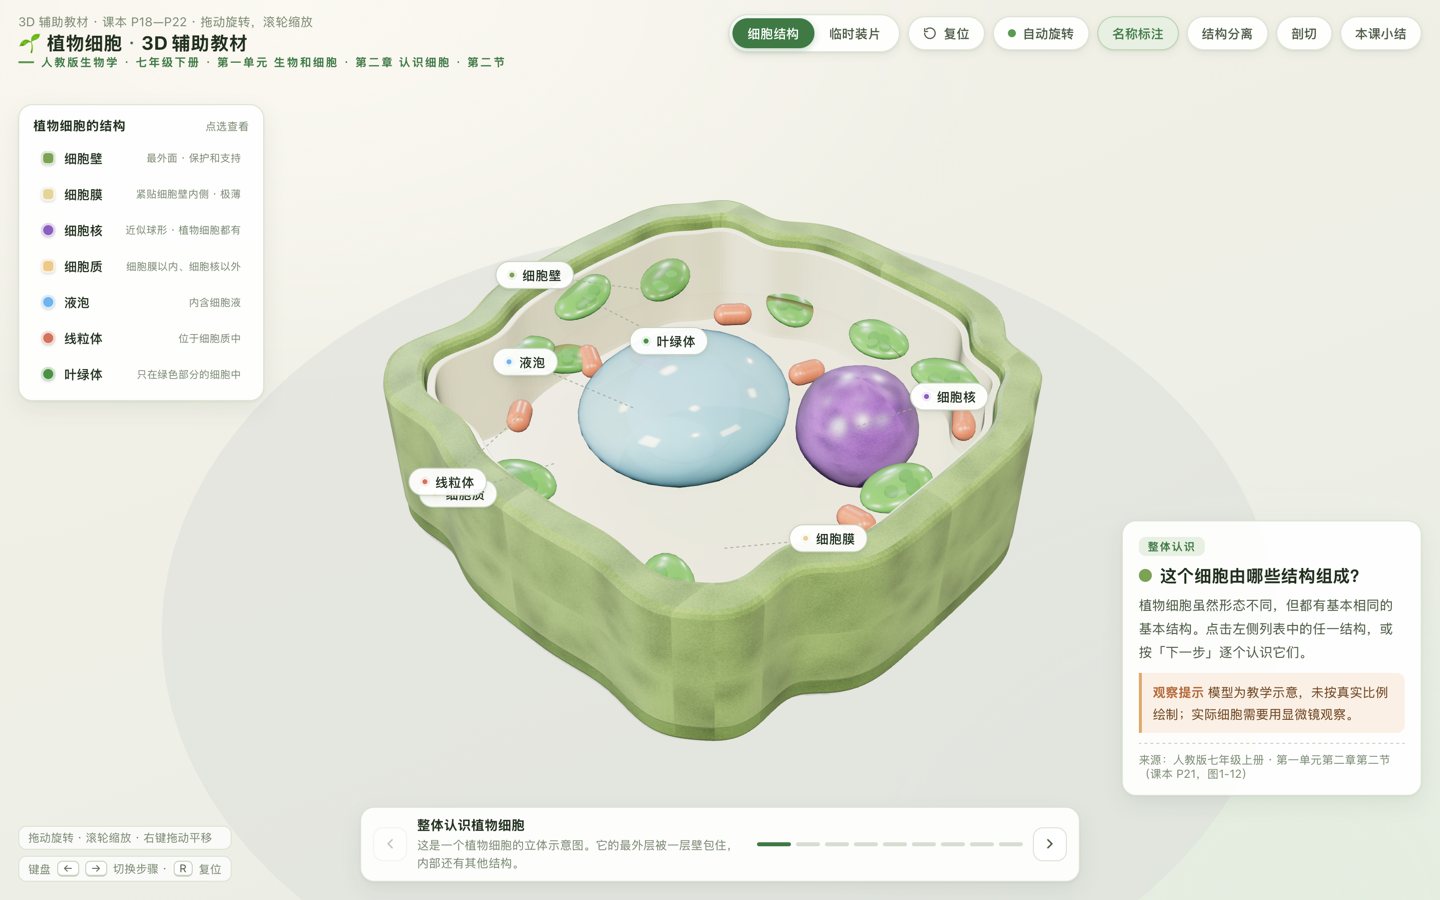 3D 辅助教材 · 课本 P18—P22 · 拖动旋转，滚轮缩放
植物细胞 · 3D 辅助教材
人教版生物学 · 七年级下册 · 第一单元 生物和细胞 · 第二章 认识细胞 · 第二节
细胞结构
临时装片
复位
自动旋转
名称标注
结构分离
剖切
本课小结
植物细胞的结构
点选查看
细胞壁
最外面 · 保护和支持
细胞膜
紧贴细胞壁内侧 · 极薄
细胞核
近似球形 · 植物细胞都有
细胞质
细胞膜以内、细胞核以外
液泡
内含细胞液
线粒体
位于细胞质中
叶绿体
只在绿色部分的细胞中
细胞壁
叶绿体
液泡
细胞核
线粒体
细胞质
细胞膜
整体认识
这个细胞由哪些结构组成？
植物细胞虽然形态不同，但都有基本相同的
基本结构。点击左侧列表中的任一结构，或
按「下一步」逐个认识它们。
观察提示 模型为教学示意，未按真实比例
绘制；实际细胞需要用显微镜观察。
来源：人教版七年级上册 · 第一单元第二章第二节
（课本 P21，图1-12）
整体认识植物细胞
这是一个植物细胞的立体示意图。它的最外层被一层壁包住，
内部还有其他结构。
拖动旋转 · 滚轮缩放 · 右键拖动平移
键盘 ← → 切换步骤 · R 复位